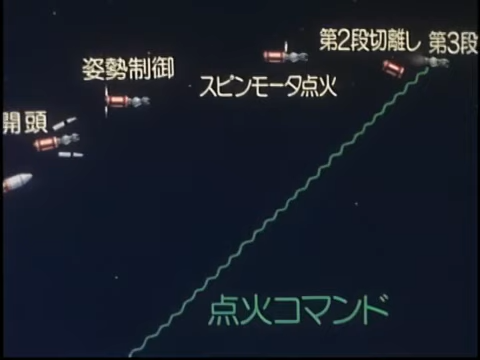 開頭
姿勢制御
スピンモータ点火
第2段切離し
第3段
点火コマンド